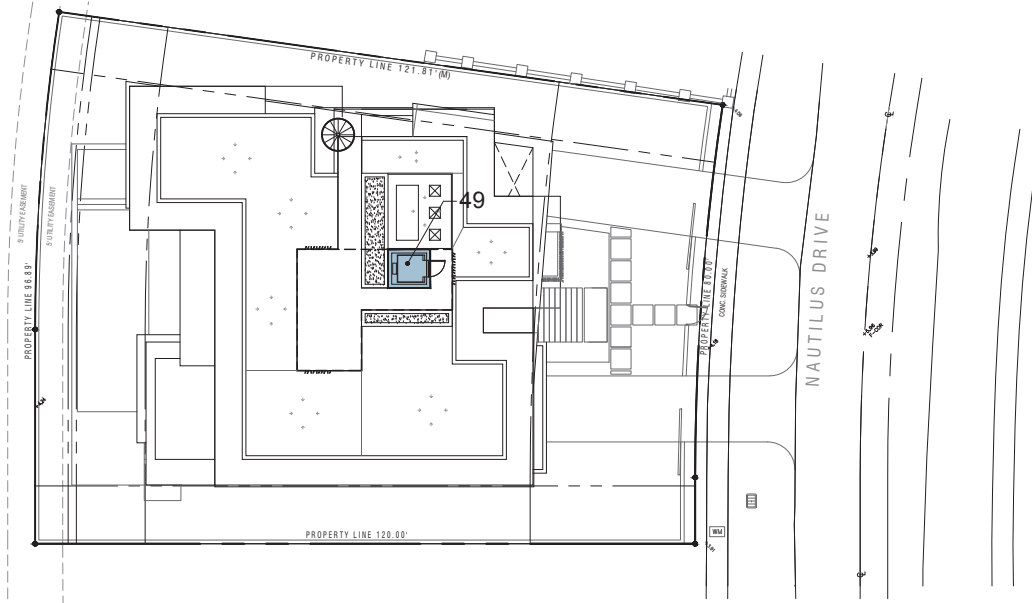 PROPERTY LINE 121.81' (M)
49
5' UTILITY EASEMENT
5' UTILITY EASEMENT
PROPERTY LINE 96.89'
PROPERTY LINE 80.00'
CONC. SIDEWALK
NAUTILUS DRIVE
PROPERTY LINE 120.00'
WM